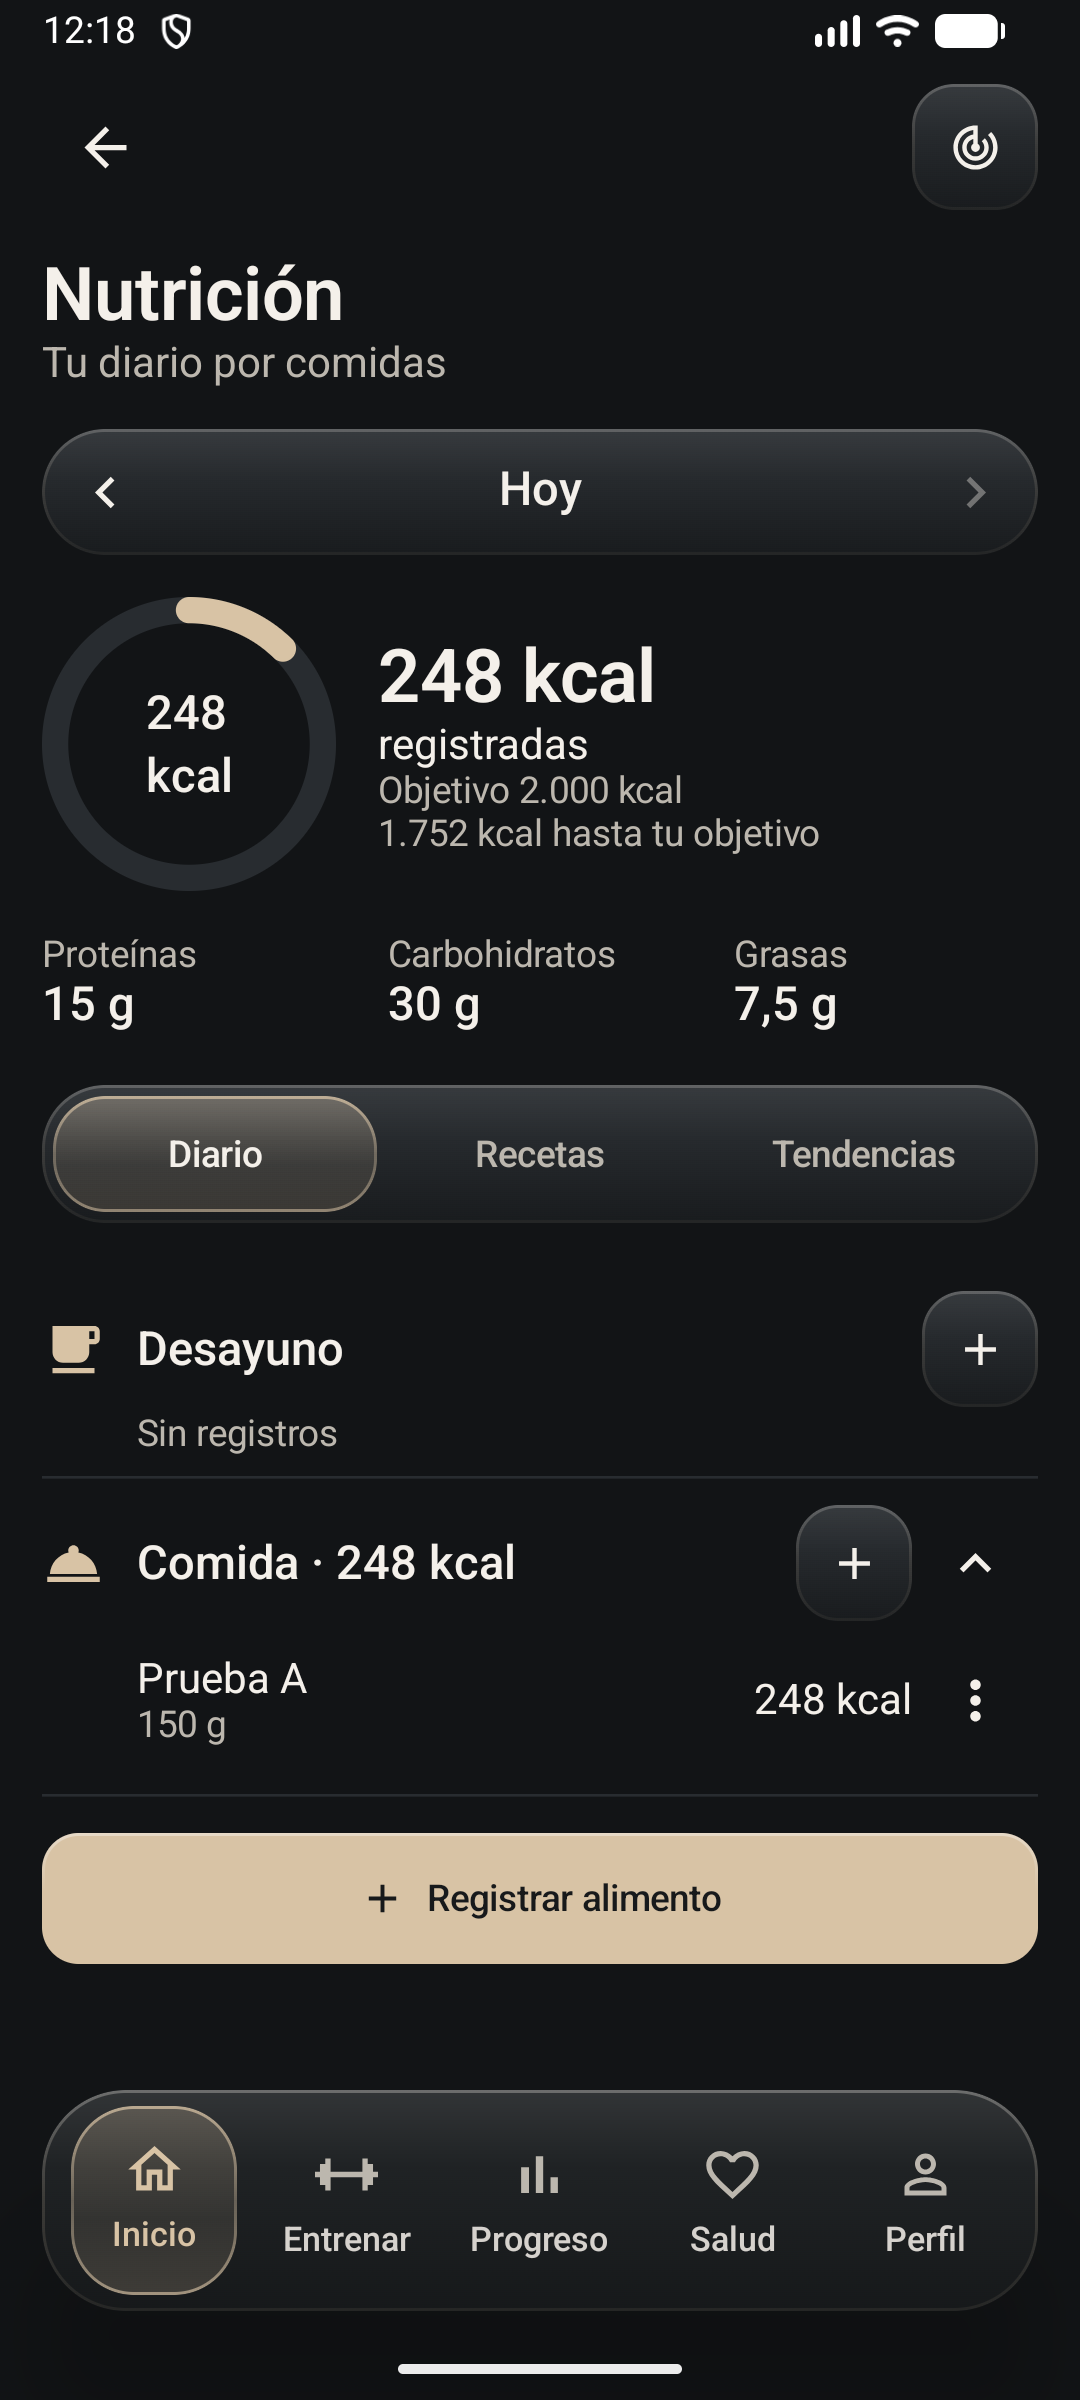 12:18
Nutrición
Tu diario por comidas
Hoy
248
kcal
248 kcal
registradas
Objetivo 2.000 kcal
1.752 kcal hasta tu objetivo
Proteínas
15 g
Carbohidratos
30 g
Grasas
7,5 g
Diario
Recetas
Tendencias
Desayuno
Sin registros
Comida · 248 kcal
Prueba A
150 g
248 kcal
Registrar alimento
Inicio
Entrenar
Progreso
Salud
Perfil